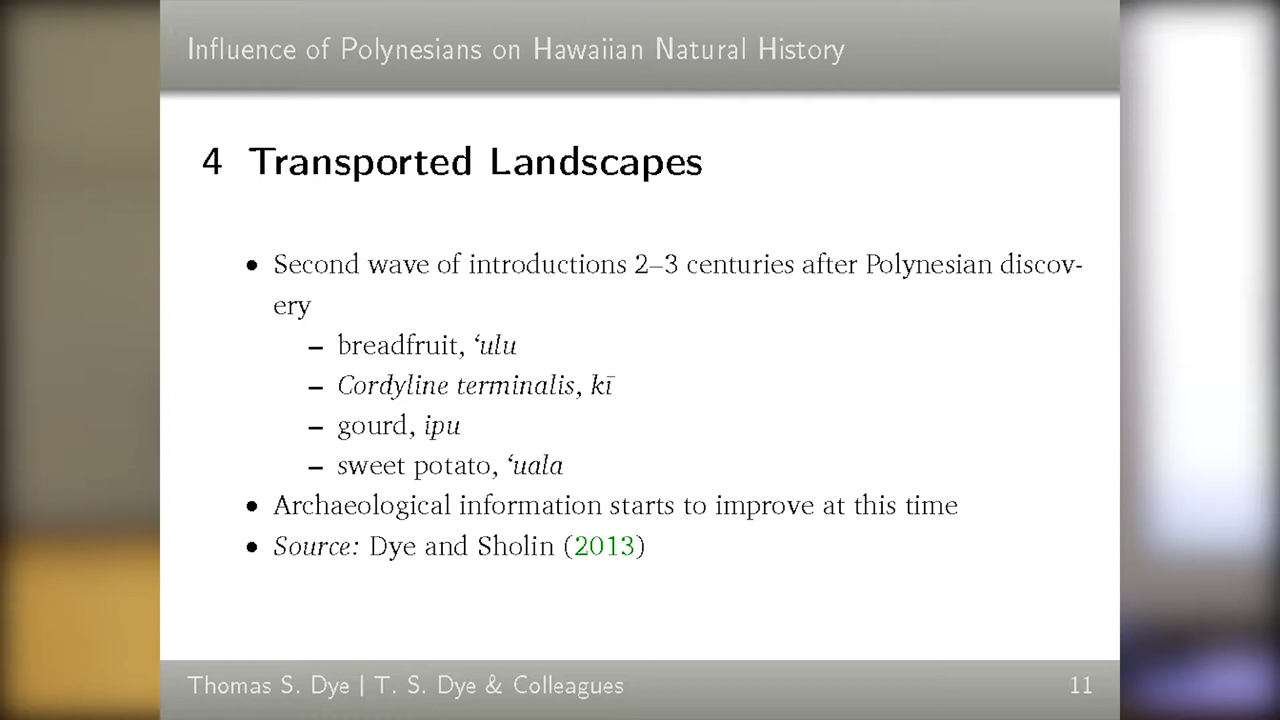 Influence of Polynesians on Hawaiian Natural History
4 Transported Landscapes
• Second wave of introductions 2–3 centuries after Polynesian discov-
ery
– breadfruit, ‘ulu
– Cordyline terminalis, kī
– gourd, ipu
– sweet potato, ‘uala
• Archaeological information starts to improve at this time
• Source: Dye and Sholin (2013)
Thomas S. Dye | T. S. Dye & Colleagues 11